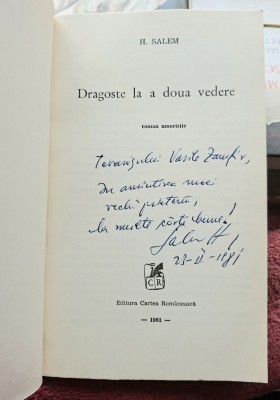 H. SALEM
Dragoste la a doua vedere
roman umoristic
Tovarășului Vasile Zamfir,
în amintirea unei
vechi prietenii,
la multe cărți bune!
Salem H
23-II-1981
CR
Editura Cartea Românească
— 1981 —